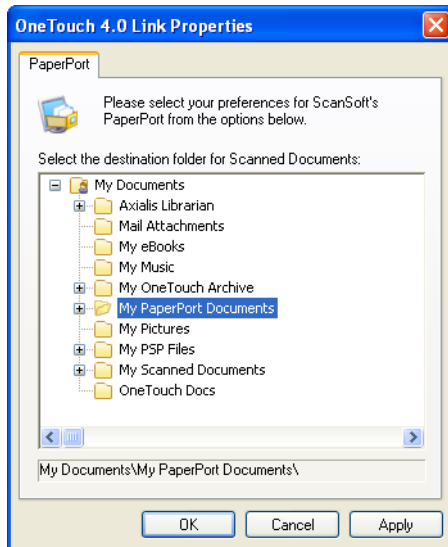 OneTouch 4.0 Link Properties
PaperPort
Please select your preferences for ScanSoft's
PaperPort from the options below.
Select the destination folder for Scanned Documents:
My Documents
Axialis Librarian
Mail Attachments
My eBooks
My Music
My OneTouch Archive
My PaperPort Documents
My Pictures
My PSP Files
My Scanned Documents
OneTouch Docs
My Documents\My PaperPort Documents\
OK Cancel Apply